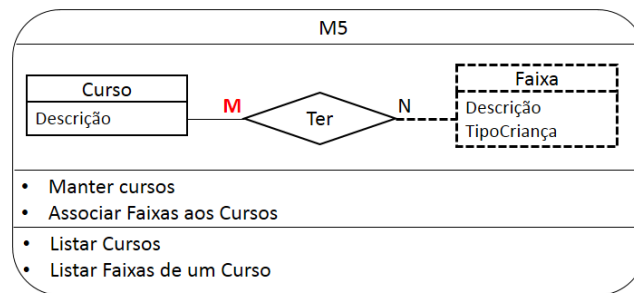 M5
Curso
Descrição
M
Ter
N
Faixa
Descrição
TipoCriança
• Manter cursos
• Associar Faixas aos Cursos
• Listar Cursos
• Listar Faixas de um Curso